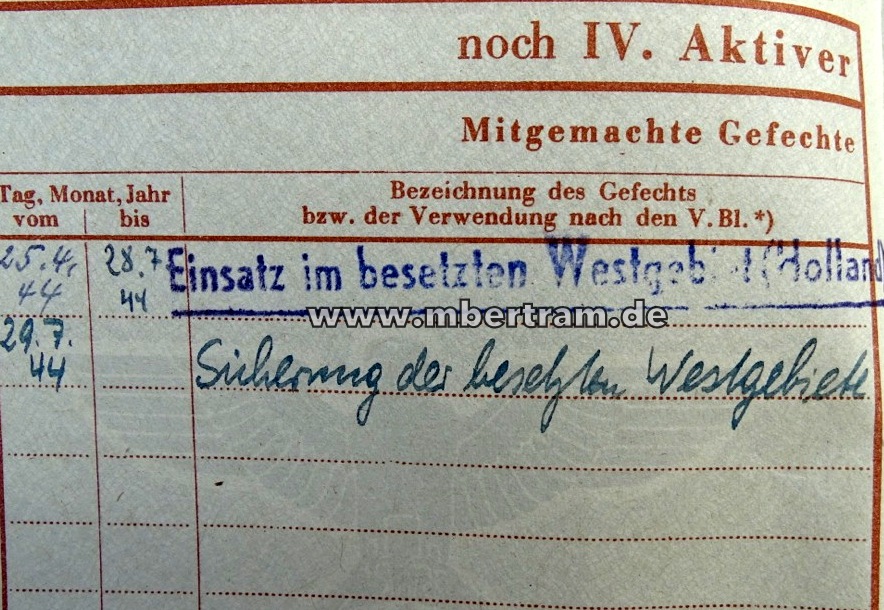 noch IV. Aktiver
Mitgemachte Gefechte
Tag, Monat, Jahr
vom bis
Bezeichnung des Gefechts
bzw. der Verwendung nach den V. Bl. *)
25.4. 28.7
44 44
Einsatz im besetzten Westgebiet (Holland)
www.mbertram.de
29.7.
44
Sicherung der besetzten Westgebiete